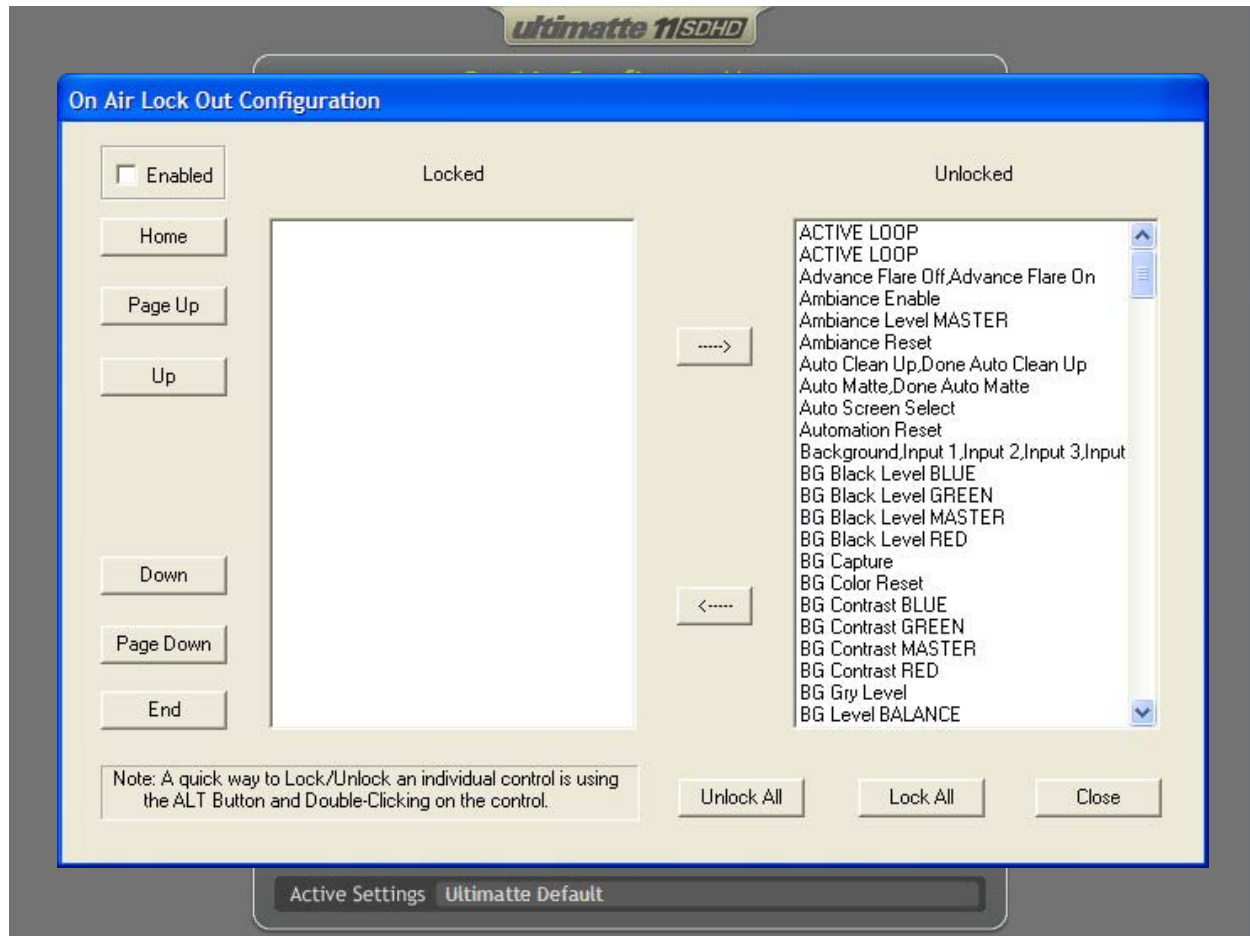 ultimatte 11 SDHD
On Air Lock Out Configuration
Enabled
Locked
Unlocked
Home
Page Up
Up
Down
Page Down
End
ACTIVE LOOP
ACTIVE LOOP
Advance Flare Off,Advance Flare On
Ambiance Enable
Ambiance Level MASTER
Ambiance Reset
Auto Clean Up,Done Auto Clean Up
Auto Matte,Done Auto Matte
Auto Screen Select
Automation Reset
Background,Input 1,Input 2,Input 3,Input
BG Black Level BLUE
BG Black Level GREEN
BG Black Level MASTER
BG Black Level RED
BG Capture
BG Color Reset
BG Contrast BLUE
BG Contrast GREEN
BG Contrast MASTER
BG Contrast RED
BG Gry Level
BG Level BALANCE
----->
<-----
Note: A quick way to Lock/Unlock an individual control is using
the ALT Button and Double-Clicking on the control.
Unlock All
Lock All
Close
Active Settings Ultimatte Default